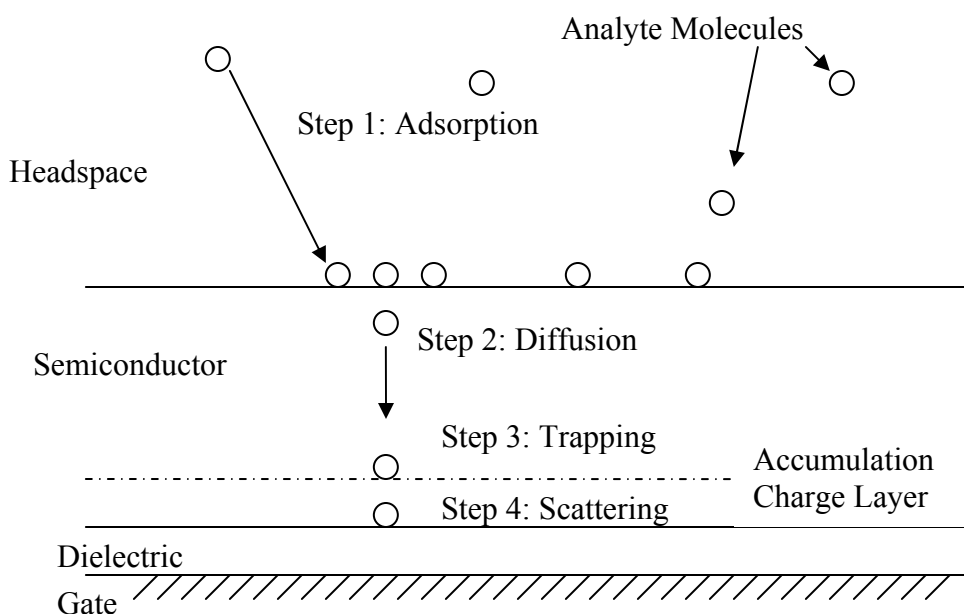 Analyte Molecules
Step 1: Adsorption
Headspace
Step 2: Diffusion
Semiconductor
Step 3: Trapping
Accumulation
Charge Layer
Step 4: Scattering
Dielectric
Gate